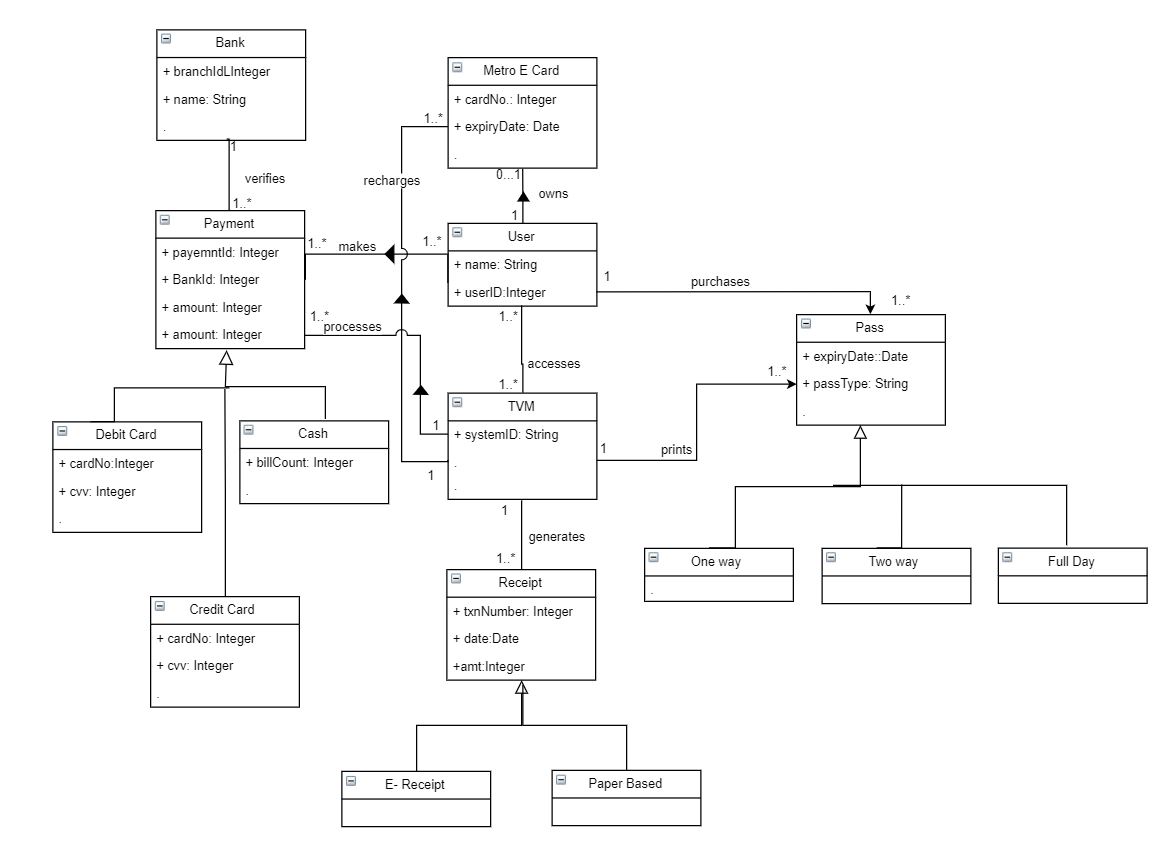 Bank
+ branchIdLInteger
+ name: String
.
1
verifies
1..*
Metro E Card
+ cardNo.: Integer
+ expiryDate: Date
.
1..*
recharges
0...1
owns
1
Payment
+ payemntId: Integer
+ BankId: Integer
+ amount: Integer
+ amount: Integer
1..*
makes
1..*
User
+ name: String
+ userID:Integer
1
purchases
1..*
1..*
processes
1..*
accesses
1..*
Pass
+ expiryDate::Date
+ passType: String
.
1..*
TVM
+ systemID: String
.
.
1
1
1
prints
Debit Card
+ cardNo:Integer
+ cvv: Integer
.
Cash
+ billCount: Integer
.
1
generates
1..*
One way
.
Two way
Full Day
Credit Card
+ cardNo: Integer
+ cvv: Integer
.
Receipt
+ txnNumber: Integer
+ date:Date
+amt:Integer
E- Receipt
Paper Based